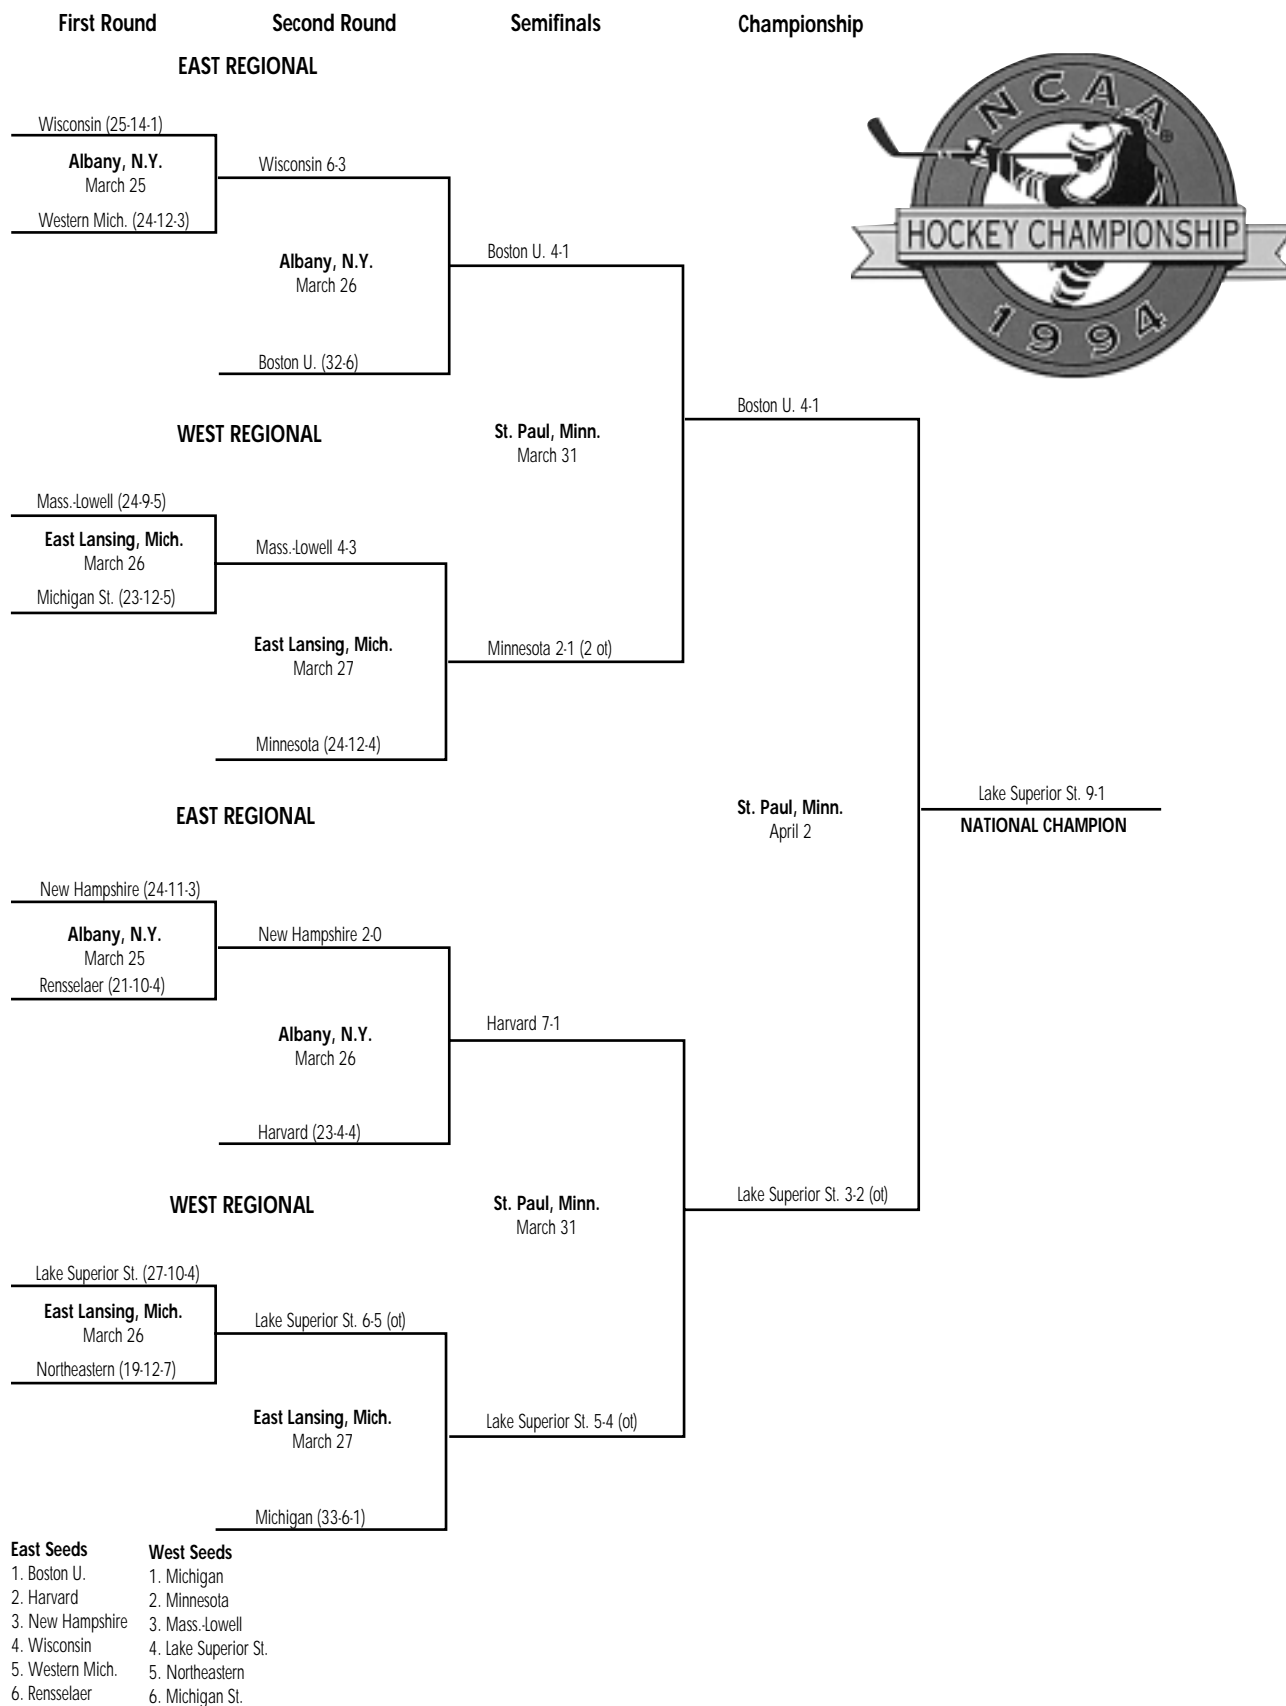 First Round Second Round Semifinals Championship
EAST REGIONAL
NCAA®
HOCKEY CHAMPIONSHIP
1994
Wisconsin (25-14-1)
Albany, N.Y.
March 25
Western Mich. (24-12-3)
Wisconsin 6-3
Albany, N.Y.
March 26
Boston U. (32-6)
Boston U. 4-1
WEST REGIONAL
St. Paul, Minn.
March 31
Boston U. 4-1
Mass.-Lowell (24-9-5)
East Lansing, Mich.
March 26
Michigan St. (23-12-5)
Mass.-Lowell 4-3
East Lansing, Mich.
March 27
Minnesota (24-12-4)
Minnesota 2-1 (2 ot)
St. Paul, Minn.
April 2
Lake Superior St. 9-1
NATIONAL CHAMPION
EAST REGIONAL
New Hampshire (24-11-3)
Albany, N.Y.
March 25
Rensselaer (21-10-4)
New Hampshire 2-0
Albany, N.Y.
March 26
Harvard (23-4-4)
Harvard 7-1
WEST REGIONAL
St. Paul, Minn.
March 31
Lake Superior St. 3-2 (ot)
Lake Superior St. (27-10-4)
East Lansing, Mich.
March 26
Northeastern (19-12-7)
Lake Superior St. 6-5 (ot)
East Lansing, Mich.
March 27
Michigan (33-6-1)
Lake Superior St. 5-4 (ot)
East Seeds
1. Boston U.
2. Harvard
3. New Hampshire
4. Wisconsin
5. Western Mich.
6. Rensselaer
West Seeds
1. Michigan
2. Minnesota
3. Mass.-Lowell
4. Lake Superior St.
5. Northeastern
6. Michigan St.